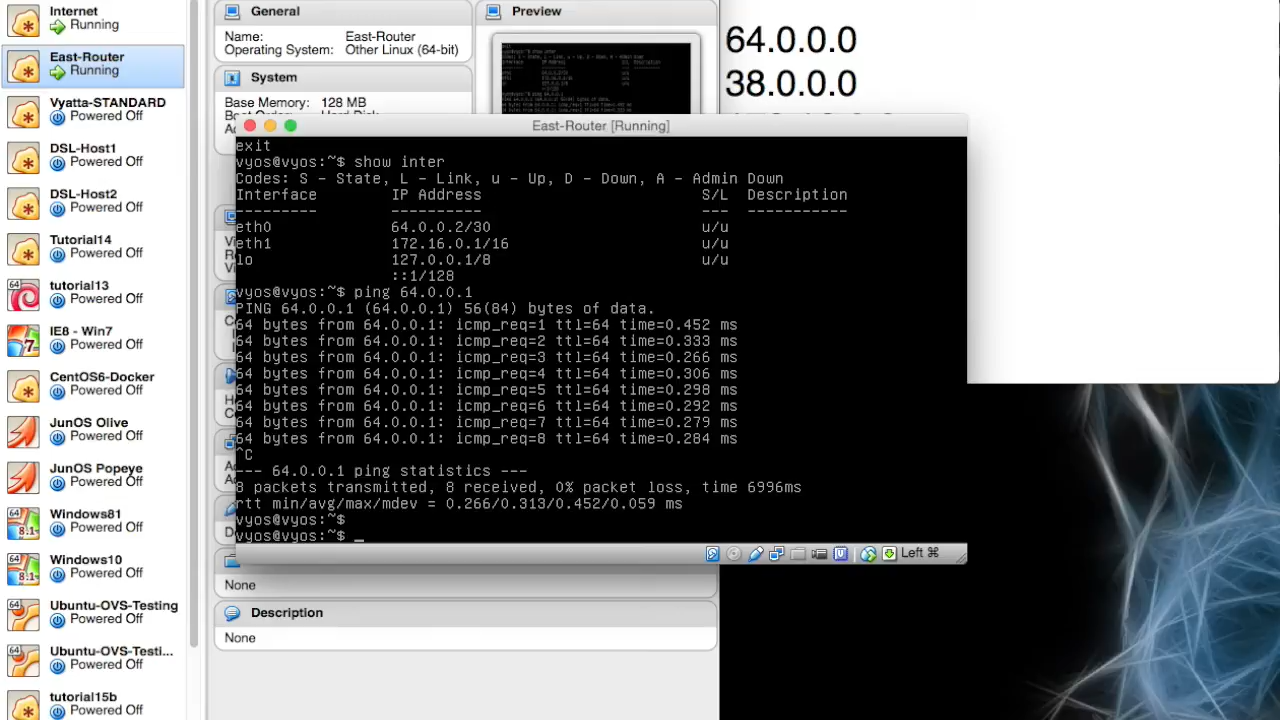 Internet
Running
East-Router
Running
Vyatta-STANDARD
Powered Off
DSL-Host1
Powered Off
DSL-Host2
Powered Off
Tutorial14
Powered Off
64
tutorial13
Powered Off
IE8 - Win7
Powered Off
CentOS6-Docker
Powered Off
JunOS Olive
Powered Off
JunOS Popeye
Powered Off
Windows81
Powered Off
Windows10
Powered Off
64
Ubuntu-OVS-Testing
Powered Off
64
Ubuntu-OVS-Testi...
Powered Off
tutorial15b
Powered Off
General
Name: East-Router
Operating System: Other Linux (64-bit)
System
Base Memory: 128 MB
Preview
64.0.0.0
38.0.0.0
East-Router [Running]
exit
vyos@vyos:~$ show inter
Codes: S - State, L - Link, u - Up, D - Down, A - Admin Down
Interface IP Address S/L Description
--------- ---------- --- -----------
eth0 64.0.0.2/30 u/u
eth1 172.16.0.1/16 u/u
lo 127.0.0.1/8 u/u
::1/128
vyos@vyos:~$ ping 64.0.0.1
PING 64.0.0.1 (64.0.0.1) 56(84) bytes of data.
64 bytes from 64.0.0.1: icmp_req=1 ttl=64 time=0.452 ms
64 bytes from 64.0.0.1: icmp_req=2 ttl=64 time=0.333 ms
64 bytes from 64.0.0.1: icmp_req=3 ttl=64 time=0.266 ms
64 bytes from 64.0.0.1: icmp_req=4 ttl=64 time=0.306 ms
64 bytes from 64.0.0.1: icmp_req=5 ttl=64 time=0.298 ms
64 bytes from 64.0.0.1: icmp_req=6 ttl=64 time=0.292 ms
64 bytes from 64.0.0.1: icmp_req=7 ttl=64 time=0.279 ms
64 bytes from 64.0.0.1: icmp_req=8 ttl=64 time=0.284 ms
^C
--- 64.0.0.1 ping statistics ---
8 packets transmitted, 8 received, 0% packet loss, time 6996ms
rtt min/avg/max/mdev = 0.266/0.313/0.452/0.059 ms
vyos@vyos:~$
vyos@vyos:~$ _
Left ⌘
None
Description
None